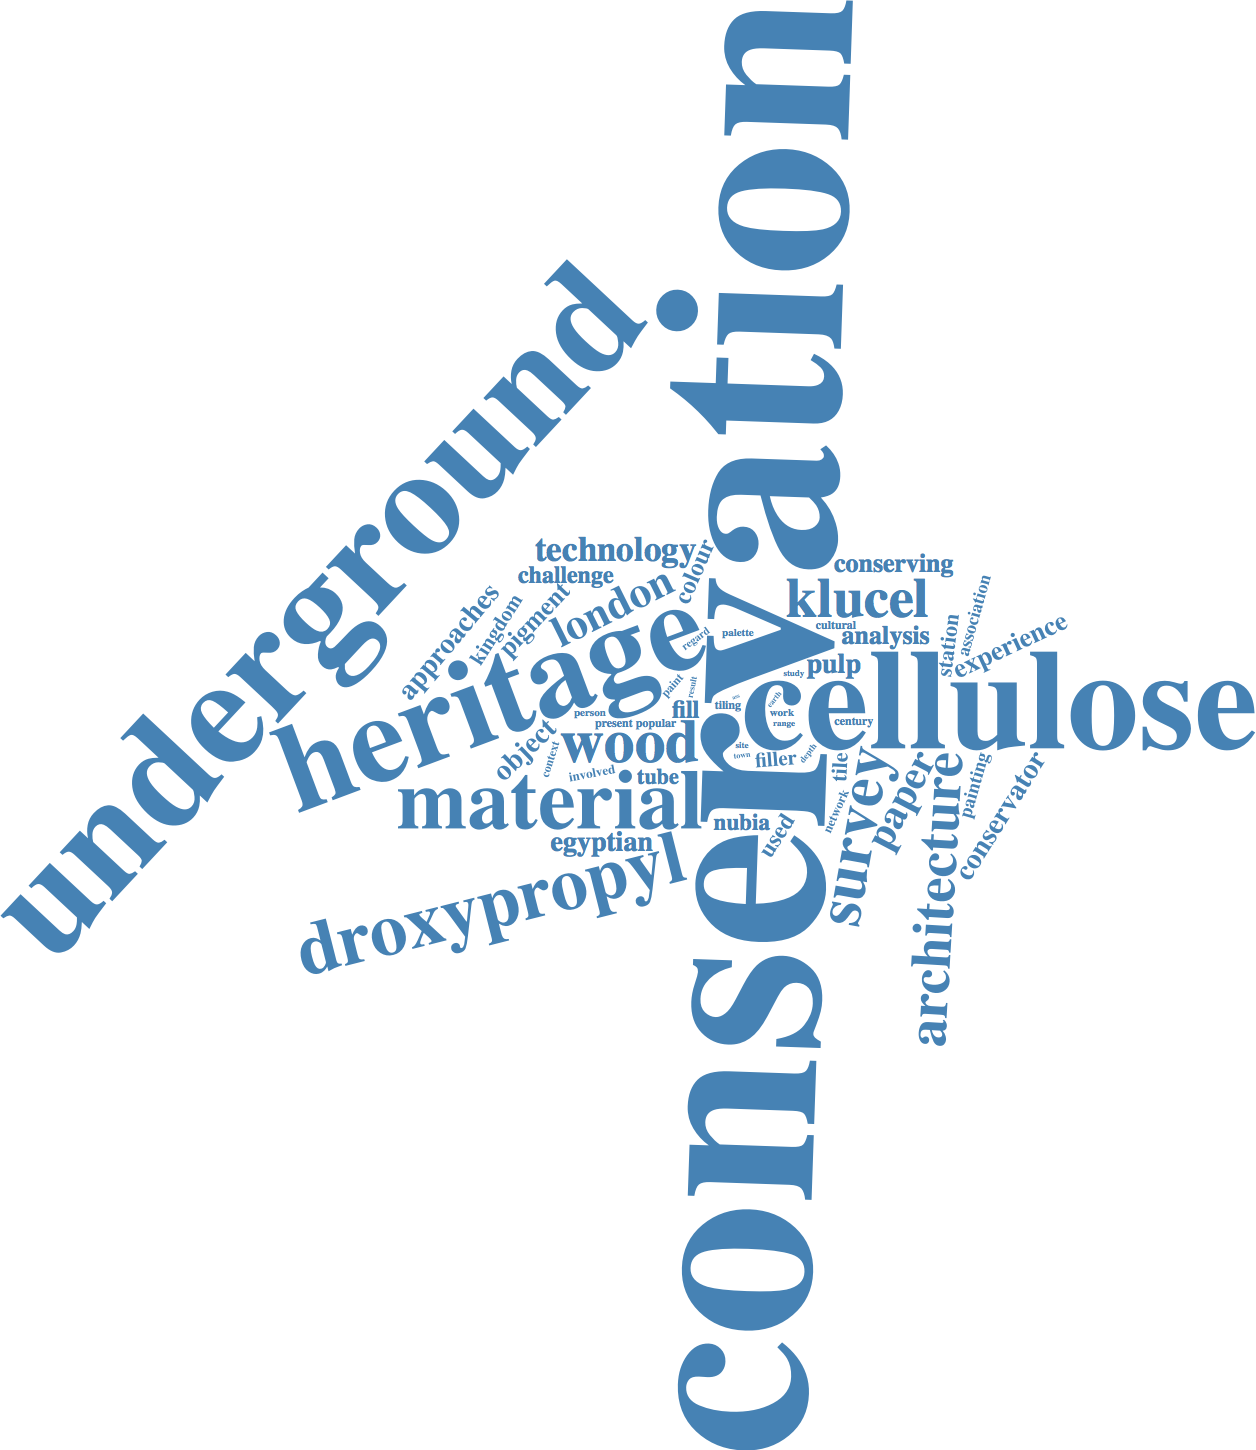 conservation
underground
technology
challenge
colour
conserving
london
klucel
approaches
kingdom
pigment
cultural
association
heritage
regard
palette
analysis
station
experience
study
pulp
cellulose
paint
result
earth
person
fill
tiling
work
present popular
range
century
object
context
wood
site
town
filler
depth
involved
tube
tile
material
survey
paper
painting
conservator
nubia
used
network
architecture
egyptian
droxypropyl